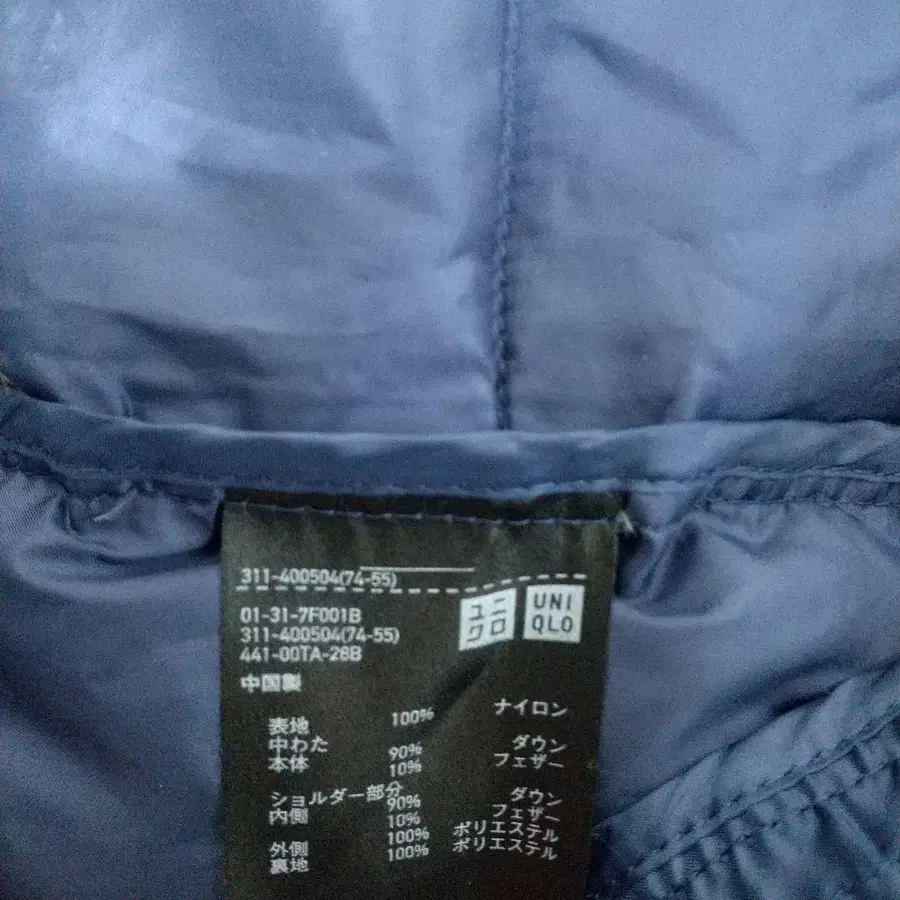 311-400504(74-55)
01-31-7F001B
311-400504(74-55)
441-00TA-28B
ユニクロ
UNIQLO
中国製
表地 100% ナイロン
中わた
本体 90% ダウン
10% フェザー
ショルダー部分
内側 90% ダウン
10% フェザー
外側 100% ポリエステル
裏地 100% ポリエステル